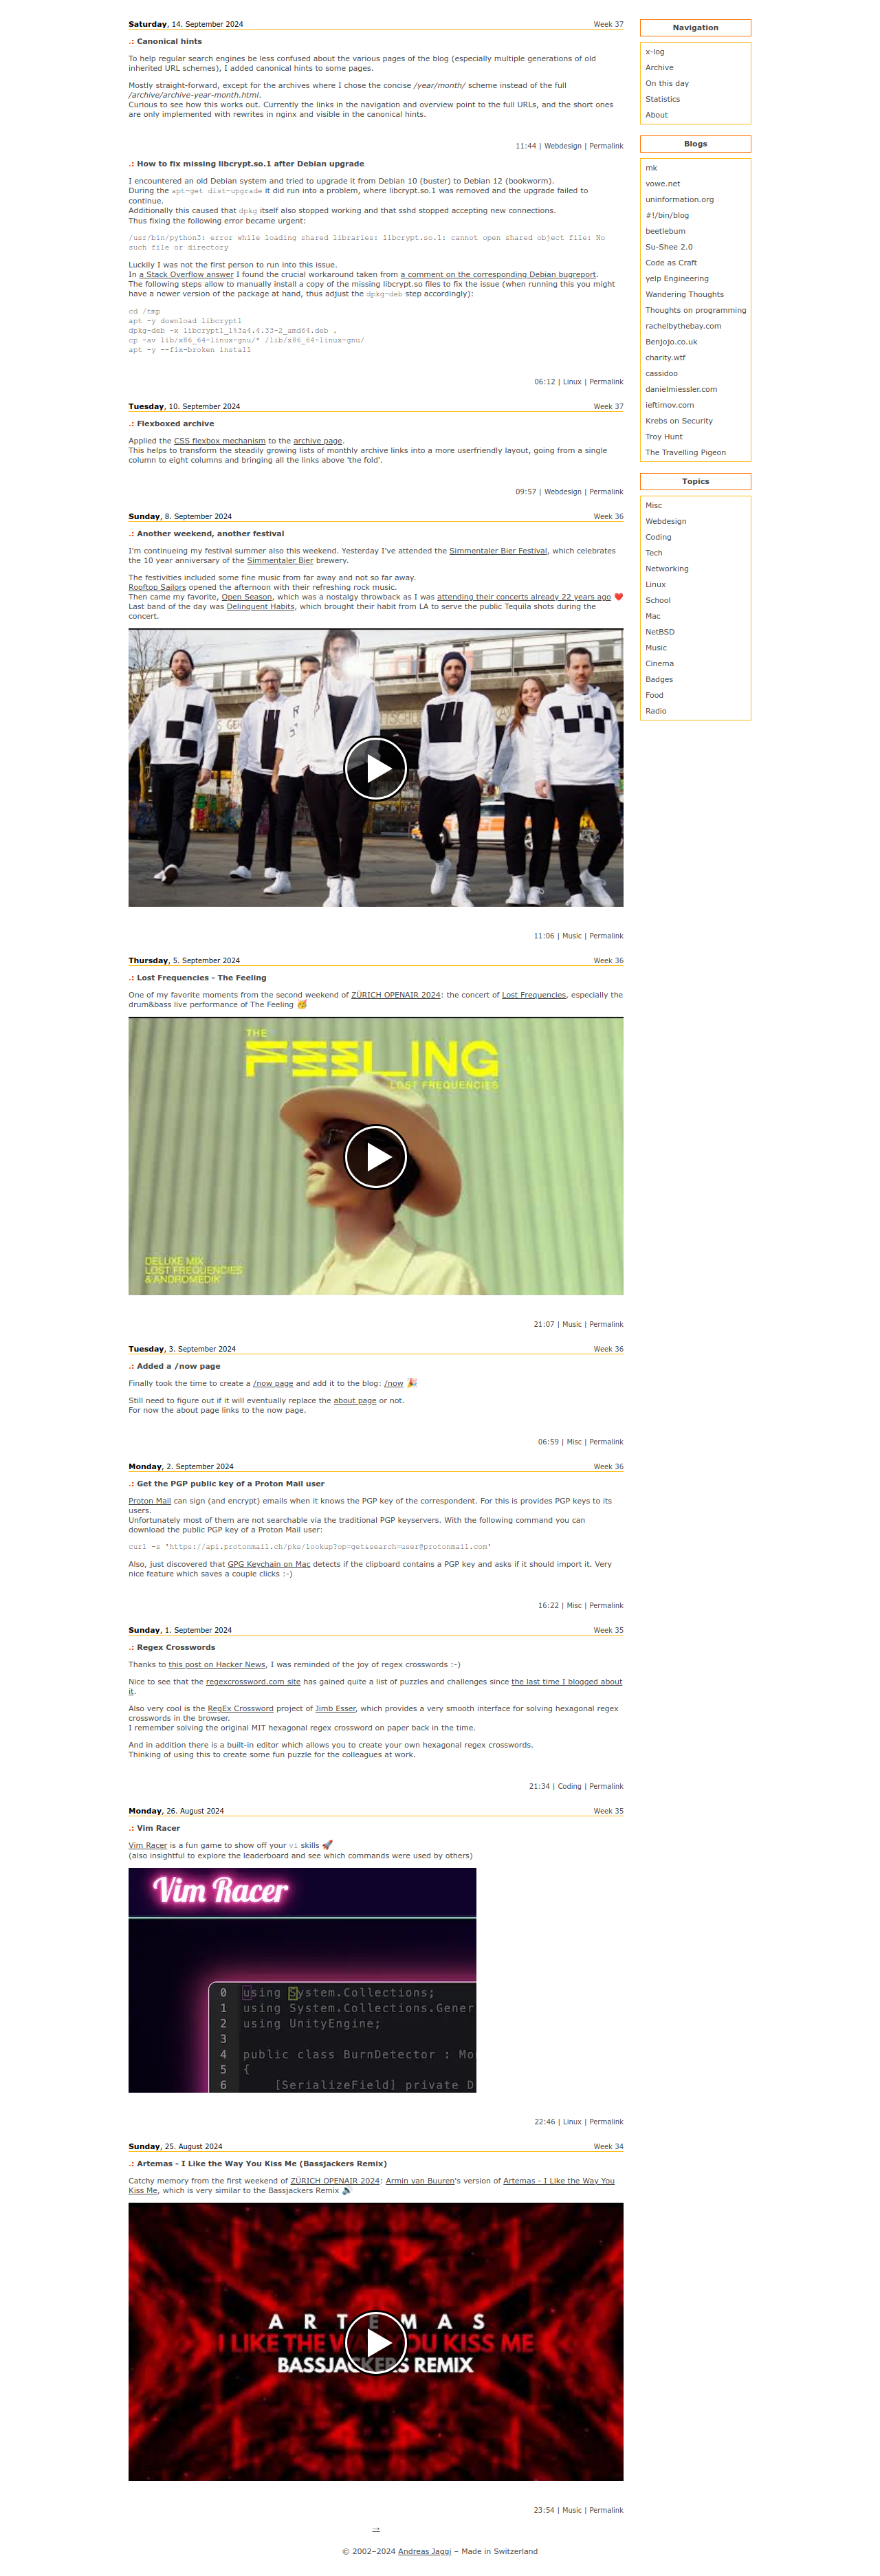 Saturday, 14. September 2024 Week 37
.: Canonical hints
To help regular search engines be less confused about the various pages of the blog (especially multiple generations of old
inherited URL schemes), I added canonical hints to some pages.
Mostly straight-forward, except for the archives where I chose the concise /year/month/ scheme instead of the full
/archive/archive-year-month.html.
Curious to see how this works out. Currently the links in the navigation and overview point to the full URLs, and the short ones
are only implemented with rewrites in nginx and visible in the canonical hints.
11:44 | Webdesign | Permalink
.: How to fix missing libcrypt.so.1 after Debian upgrade
I encountered an old Debian system and tried to upgrade it from Debian 10 (buster) to Debian 12 (bookworm).
During the apt-get dist-upgrade it did run into a problem, where libcrypt.so.1 was removed and the upgrade failed to
continue.
Additionally this caused that dpkg itself also stopped working and that sshd stopped accepting new connections.
Thus fixing the following error became urgent:
/usr/bin/python3: error while loading shared libraries: libcrypt.so.1: cannot open shared object file: No
such file or directory
Luckily I was not the first person to run into this issue.
In a Stack Overflow answer I found the crucial workaround taken from a comment on the corresponding Debian bugreport.
The following steps allow to manually install a copy of the missing libcrypt.so files to fix the issue (when running this you might
have a newer version of the package at hand, thus adjust the dpkg-deb step accordingly):
cd /tmp
apt -y download libcrypt1
dpkg-deb -x libcrypt1_1%3a4.4.33-2_amd64.deb .
cp -av lib/x86_64-linux-gnu/* /lib/x86_64-linux-gnu/
apt -y --fix-broken install
06:12 | Linux | Permalink
Tuesday, 10. September 2024 Week 37
.: Flexboxed archive
Applied the CSS flexbox mechanism to the archive page.
This helps to transform the steadily growing lists of monthly archive links into a more userfriendly layout, going from a single
column to eight columns and bringing all the links above 'the fold'.
09:57 | Webdesign | Permalink
Sunday, 8. September 2024 Week 36
.: Another weekend, another festival
I'm continueing my festival summer also this weekend. Yesterday I've attended the Simmentaler Bier Festival, which celebrates
the 10 year anniversary of the Simmentaler Bier brewery.
The festivities included some fine music from far away and not so far away.
Rooftop Sailors opened the afternoon with their refreshing rock music.
Then came my favorite, Open Season, which was a nostalgy throwback as I was attending their concerts already 22 years ago ❤️
Last band of the day was Delinquent Habits, which brought their habit from LA to serve the public Tequila shots during the
concert.
11:06 | Music | Permalink
Thursday, 5. September 2024 Week 36
.: Lost Frequencies - The Feeling
One of my favorite moments from the second weekend of ZÜRICH OPENAIR 2024: the concert of Lost Frequencies, especially the
drum&bass live performance of The Feeling 🥳
THE
FEELING
LOST FREQUENCIES
DELUXE MIX
LOST FREQUENCIES
& ANDROMEDIK
21:07 | Music | Permalink
Tuesday, 3. September 2024 Week 36
.: Added a /now page
Finally took the time to create a /now page and add it to the blog: /now 🎉
Still need to figure out if it will eventually replace the about page or not.
For now the about page links to the now page.
06:59 | Misc | Permalink
Monday, 2. September 2024 Week 36
.: Get the PGP public key of a Proton Mail user
Proton Mail can sign (and encrypt) emails when it knows the PGP key of the correspondent. For this is provides PGP keys to its
users.
Unfortunately most of them are not searchable via the traditional PGP keyservers. With the following command you can
download the public PGP key of a Proton Mail user:
curl -s 'https://api.protonmail.ch/pks/lookup?op=get&search=user@protonmail.com'
Also, just discovered that GPG Keychain on Mac detects if the clipboard contains a PGP key and asks if it should import it. Very
nice feature which saves a couple clicks :-)
16:22 | Misc | Permalink
Sunday, 1. September 2024 Week 35
.: Regex Crosswords
Thanks to this post on Hacker News, I was reminded of the joy of regex crosswords :-)
Nice to see that the regexcrossword.com site has gained quite a list of puzzles and challenges since the last time I blogged about
it.
Also very cool is the RegEx Crossword project of Jimb Esser, which provides a very smooth interface for solving hexagonal regex
crosswords in the browser.
I remember solving the original MIT hexagonal regex crossword on paper back in the time.
And in addition there is a built-in editor which allows you to create your own hexagonal regex crosswords.
Thinking of using this to create some fun puzzle for the colleagues at work.
21:34 | Coding | Permalink
Monday, 26. August 2024 Week 35
.: Vim Racer
Vim Racer is a fun game to show off your vi skills 🚀
(also insightful to explore the leaderboard and see which commands were used by others)
Vim Racer
0 using System.Collections;
1 using System.Collections.Gener
2 using UnityEngine;
3
4 public class BurnDetector : Mo
5 {
6 [SerializeField] private D
22:46 | Linux | Permalink
Sunday, 25. August 2024 Week 34
.: Artemas - I Like the Way You Kiss Me (Bassjackers Remix)
Catchy memory from the first weekend of ZÜRICH OPENAIR 2024: Armin van Buuren's version of Artemas - I Like the Way You
Kiss Me, which is very similar to the Bassjackers Remix 🔊
ARTEMAS
I LIKE THE WAY YOU KISS ME
BASSJACKERS REMIX
23:54 | Music | Permalink
→
© 2002–2024 Andreas Jaggi – Made in Switzerland
Navigation
x-log
Archive
On this day
Statistics
About
Blogs
mk
vowe.net
uninformation.org
#!/bin/blog
beetlebum
Su-Shee 2.0
Code as Craft
yelp Engineering
Wandering Thoughts
Thoughts on programming
rachelbythebay.com
Benjojo.co.uk
charity.wtf
cassidoo
danielmiessler.com
ieftimov.com
Krebs on Security
Troy Hunt
The Travelling Pigeon
Topics
Misc
Webdesign
Coding
Tech
Networking
Linux
School
Mac
NetBSD
Music
Cinema
Badges
Food
Radio